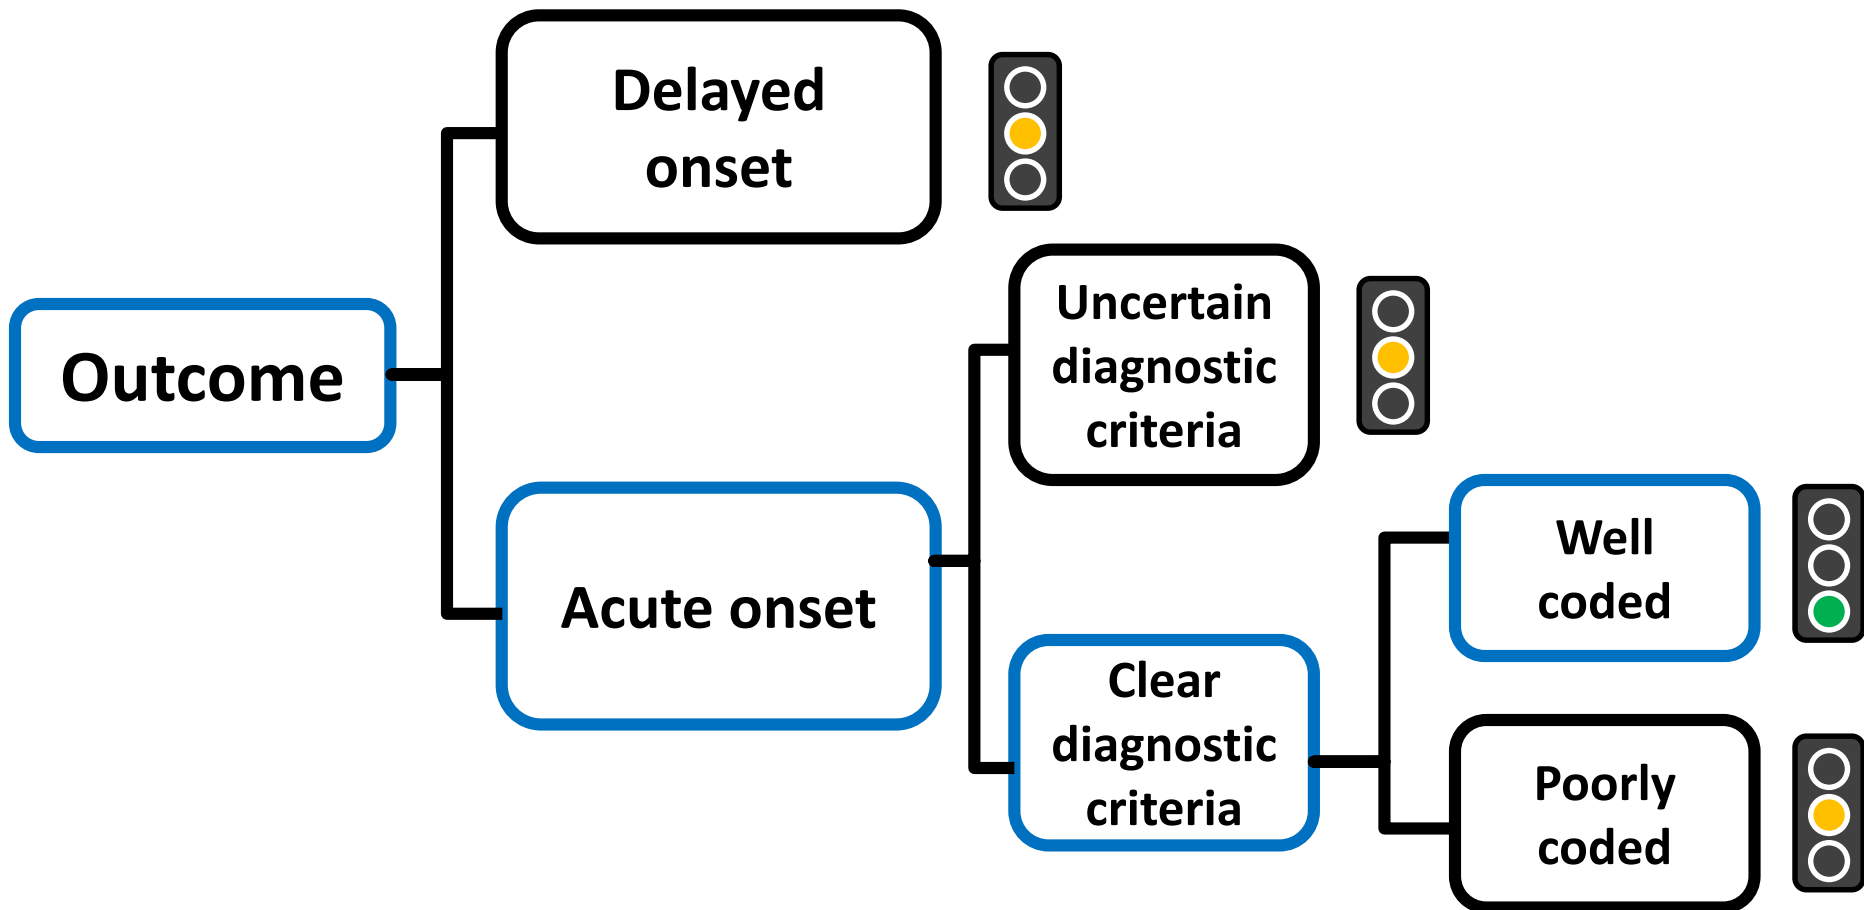 Outcome
Delayed
onset
Acute onset
Uncertain
diagnostic
criteria
Clear
diagnostic
criteria
Well
coded
Poorly
coded